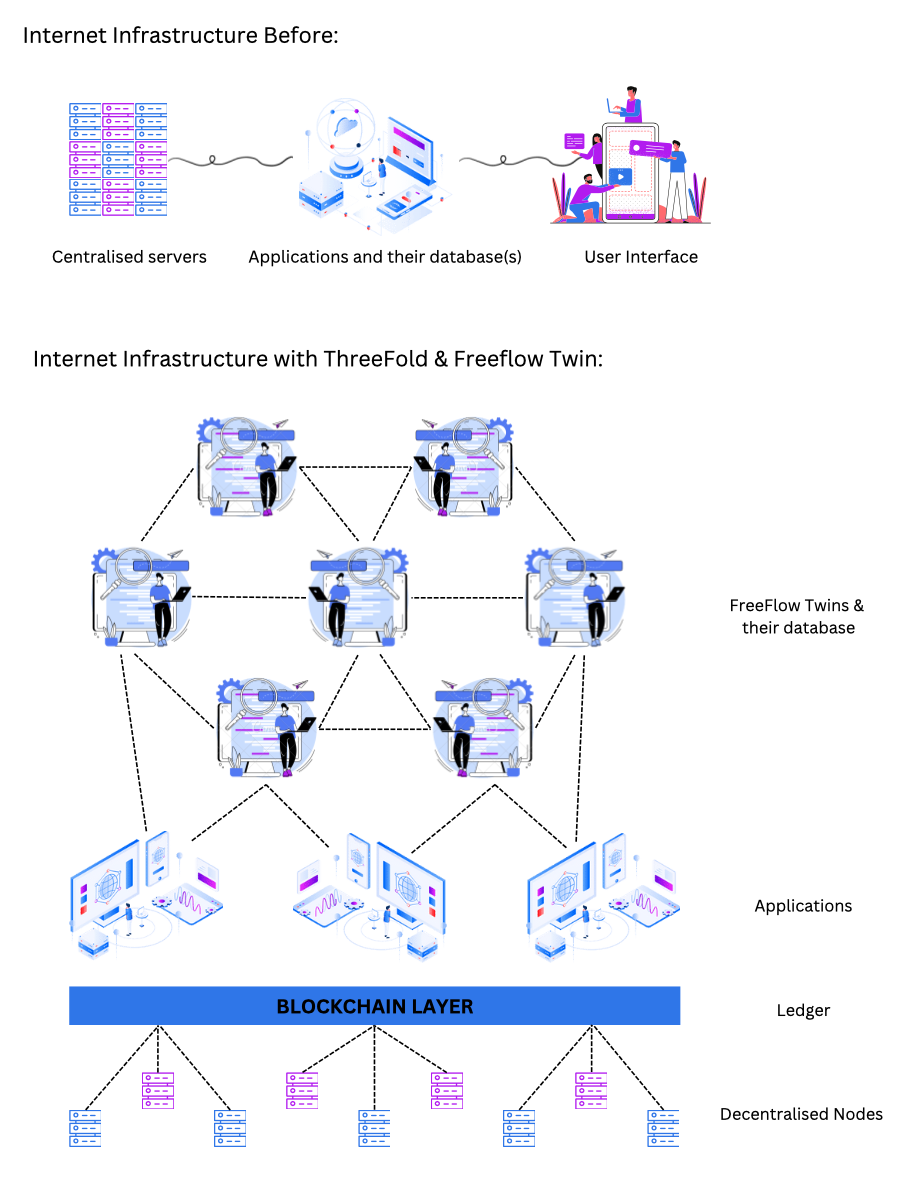 Internet Infrastructure Before:
Centralised servers
Applications and their database(s)
User Interface
Internet Infrastructure with ThreeFold & Freeflow Twin:
FreeFlow Twins &
their database
Applications
BLOCKCHAIN LAYER
Ledger
Decentralised Nodes